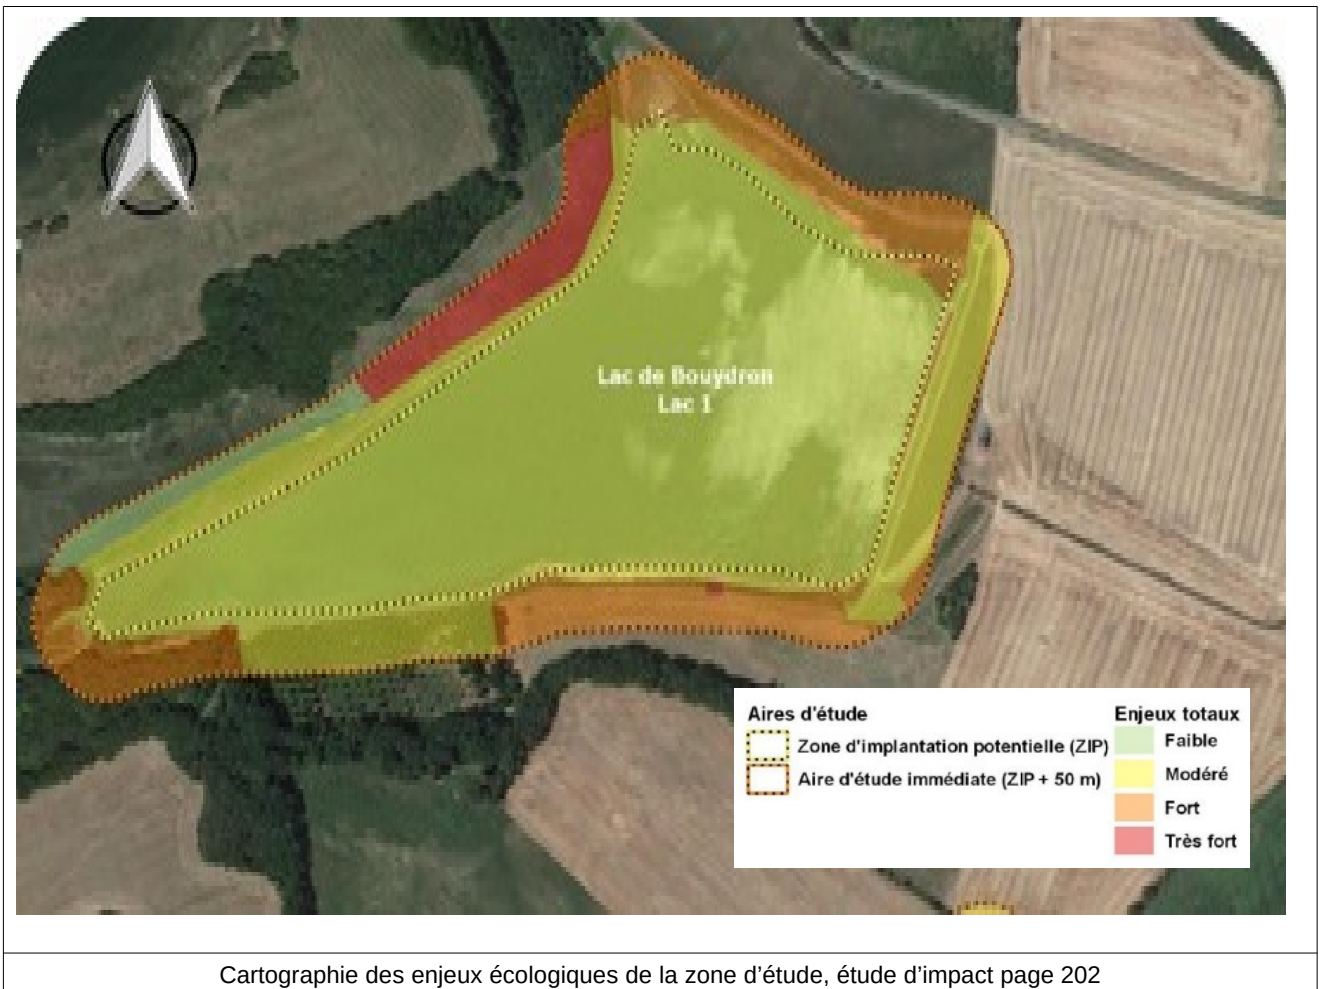 Lac de Bouydron
Lac 1
Aires d'étude
Zone d'implantation potentielle (ZIP)
Aire d'étude immédiate (ZIP + 50 m)
Enjeux totaux
Faible
Modéré
Fort
Très fort
Cartographie des enjeux écologiques de la zone d'étude, étude d'impact page 202